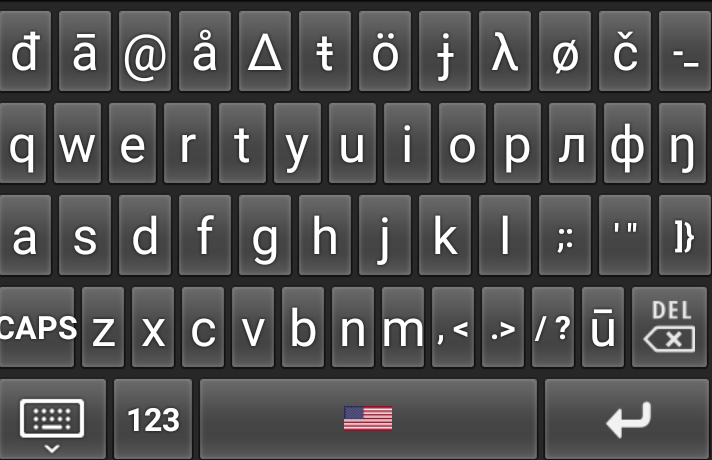 đ ā @ å Δ ŧ ö ɉ λ ø č -_
q w e r t y u i o p л ф ŋ
a s d f g h j k l ;: '" ]}
CAPS z x c v b n m ,< .> /? ū DEL
123